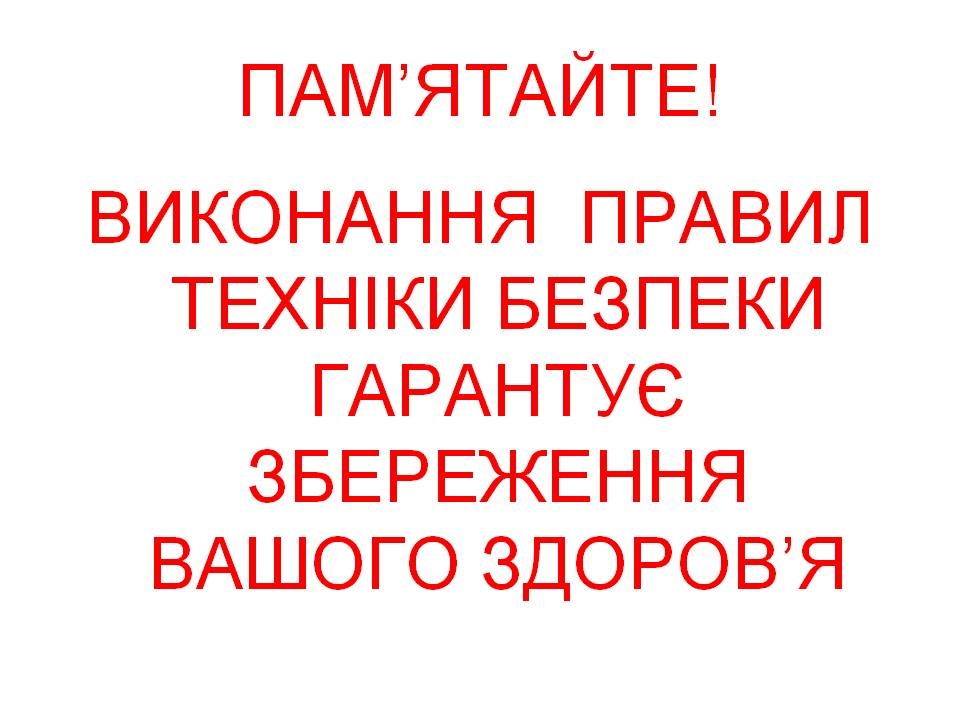 ПАМ’ЯТАЙТЕ!
ВИКОНАННЯ ПРАВИЛ
ТЕХНІКИ БЕЗПЕКИ
ГАРАНТУЄ
ЗБЕРЕЖЕННЯ
ВАШОГО ЗДОРОВ’Я